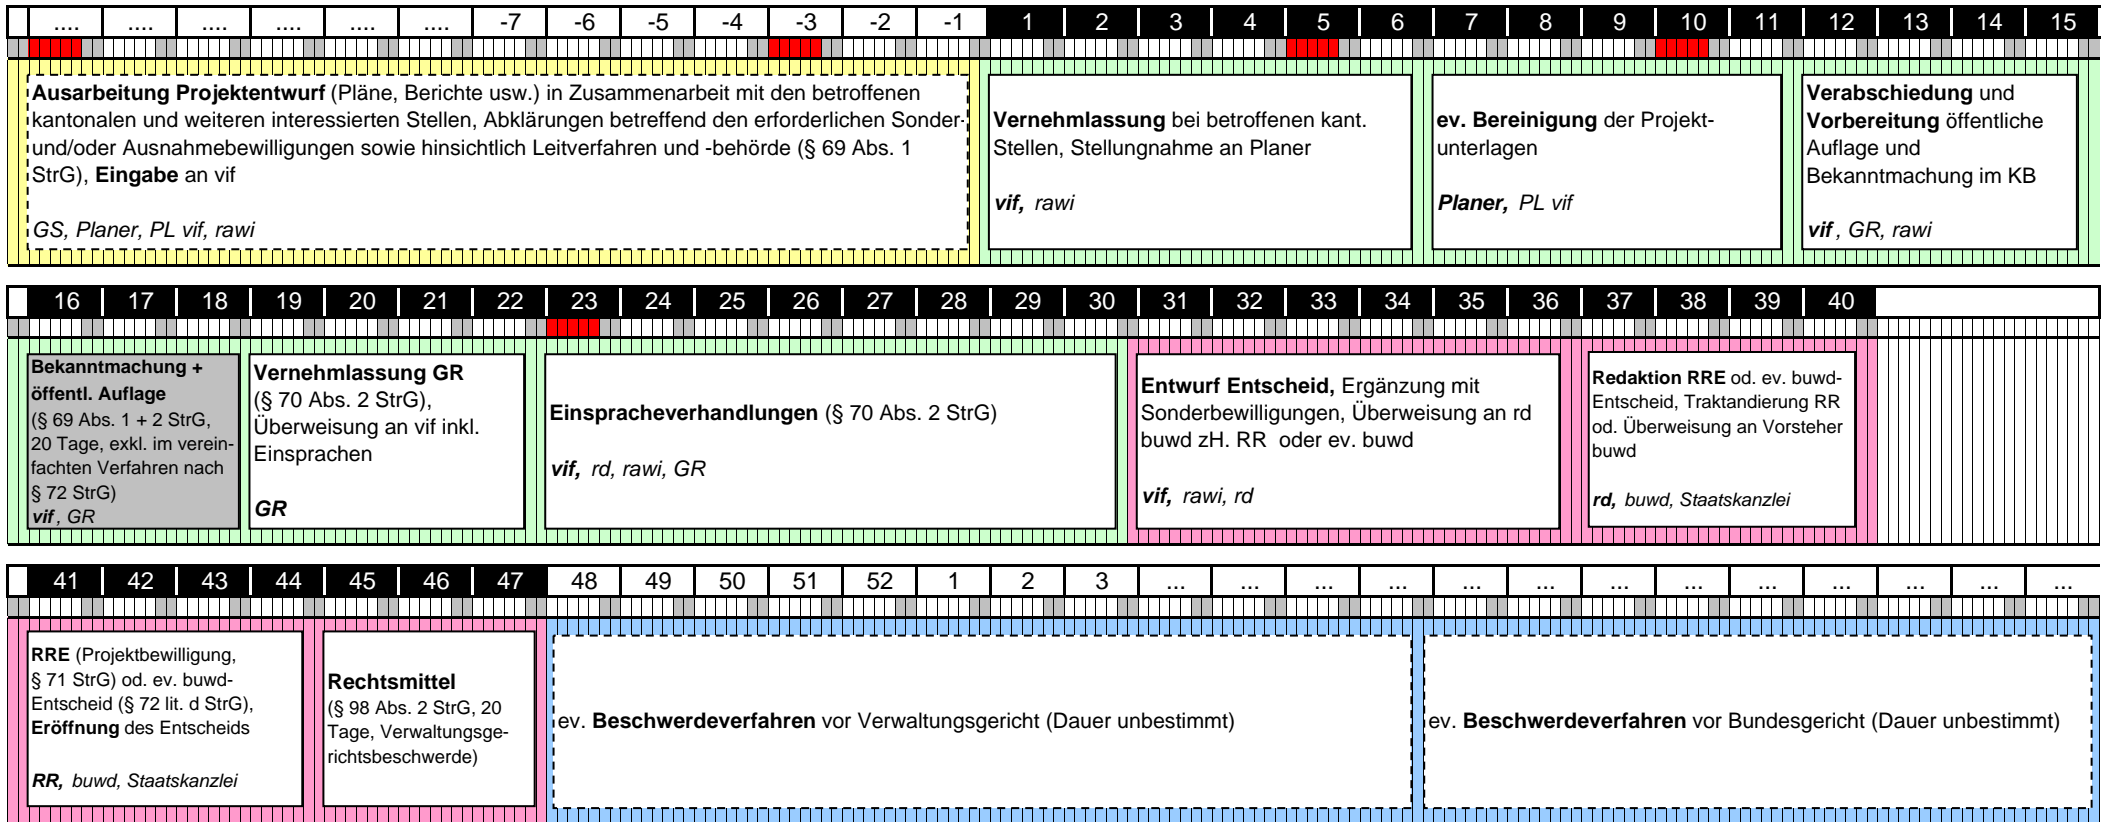 .... .... .... .... .... .... -7 -6 -5 -4 -3 -2 -1 1 2 3 4 5 6 7 8 9 10 11 12 13 14 15
Ausarbeitung Projektentwurf (Pläne, Berichte usw.) in Zusammenarbeit mit den betroffenen
kantonalen und weiteren interessierten Stellen, Abklärungen betreffend den erforderlichen Sonder-
und/oder Ausnahmebewilligungen sowie hinsichtlich Leitverfahren und -behörde (§ 69 Abs. 1
StrG), Eingabe an vif
GS, Planer, PL vif, rawi
Vernehmlassung bei betroffenen kant.
Stellen, Stellungnahme an Planer
vif, rawi
ev. Bereinigung der Projekt-
unterlagen
Planer, PL vif
Verabschiedung und
Vorbereitung öffentliche
Auflage und
Bekanntmachung im KB
vif , GR, rawi
16 17 18 19 20 21 22 23 24 25 26 27 28 29 30 31 32 33 34 35 36 37 38 39 40
Bekanntmachung +
öffentl. Auflage
(§ 69 Abs. 1 + 2 StrG,
20 Tage, exkl. im verein-
fachten Verfahren nach
§ 72 StrG)
vif , GR
Vernehmlassung GR
(§ 70 Abs. 2 StrG),
Überweisung an vif inkl.
Einsprachen
GR
Einspracheverhandlungen (§ 70 Abs. 2 StrG)
vif, rd, rawi, GR
Entwurf Entscheid, Ergänzung mit
Sonderbewilligungen, Überweisung an rd
buwd zH. RR oder ev. buwd
vif, rawi, rd
Redaktion RRE od. ev. buwd-
Entscheid, Traktandierung RR
od. Überweisung an Vorsteher
buwd
rd, buwd, Staatskanzlei
41 42 43 44 45 46 47 48 49 50 51 52 1 2 3 ... ... ... ... ... ... ... ... ... ... ... ... ...
RRE (Projektbewilligung,
§ 71 StrG) od. ev. buwd-
Entscheid (§ 72 lit. d StrG),
Eröffnung des Entscheids
RR, buwd, Staatskanzlei
Rechtsmittel
(§ 98 Abs. 2 StrG, 20
Tage, Verwaltungsge-
richtsbeschwerde)
ev. Beschwerdeverfahren vor Verwaltungsgericht (Dauer unbestimmt)
ev. Beschwerdeverfahren vor Bundesgericht (Dauer unbestimmt)